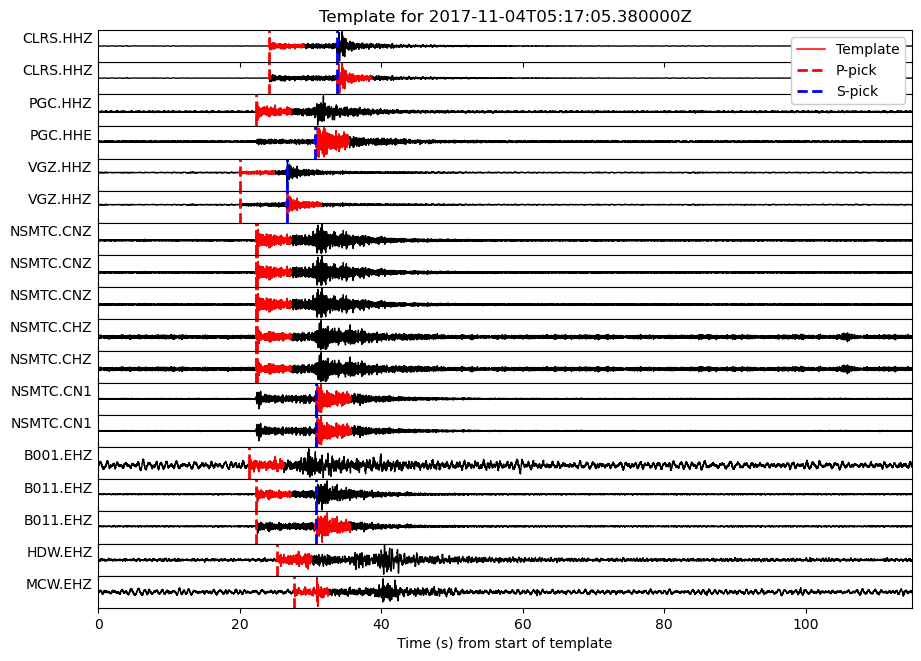 Template for 2017-11-04T05:17:05.380000Z
CLRS.HHZ
CLRS.HHZ
PGC.HHZ
PGC.HHE
VGZ.HHZ
VGZ.HHZ
NSMTC.CNZ
NSMTC.CNZ
NSMTC.CNZ
NSMTC.CHZ
NSMTC.CHZ
NSMTC.CN1
NSMTC.CN1
B001.EHZ
B011.EHZ
B011.EHZ
HDW.EHZ
MCW.EHZ
Template
P-pick
S-pick
0 20 40 60 80 100
Time (s) from start of template